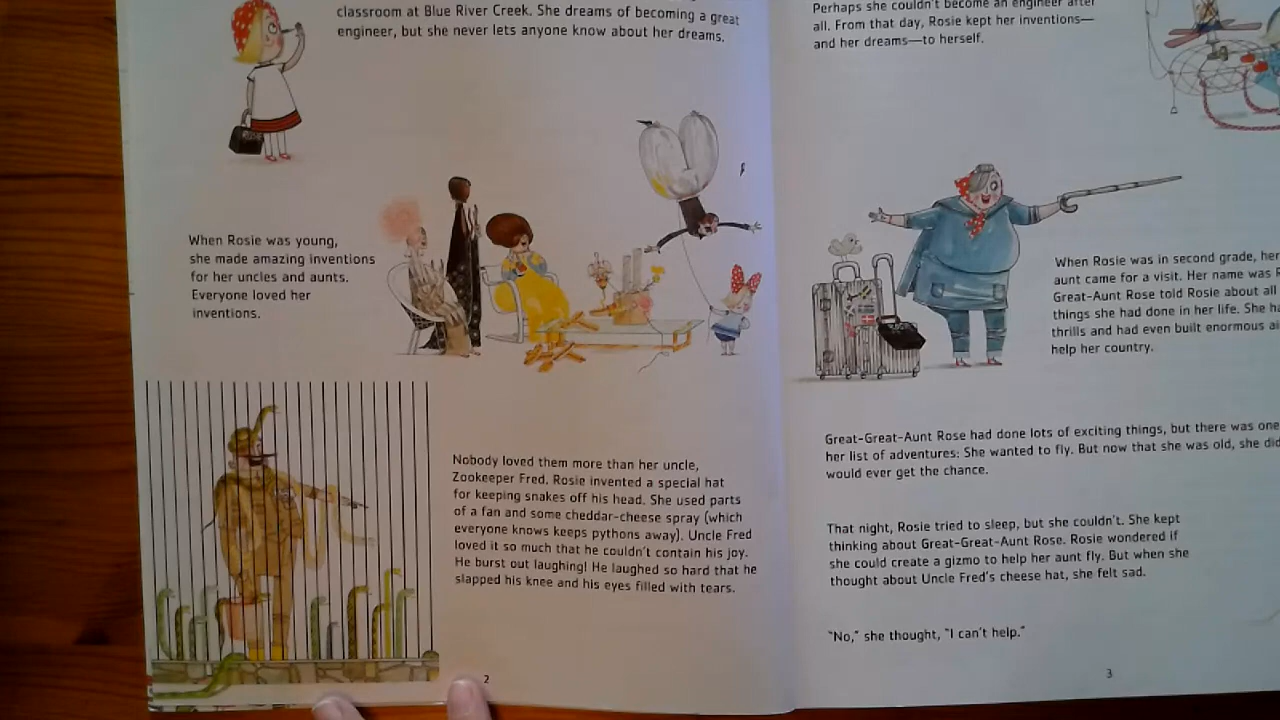 classroom at Blue River Creek. She dreams of becoming a great
engineer, but she never lets anyone know about her dreams.
When Rosie was young,
she made amazing inventions
for her uncles and aunts.
Everyone loved her
inventions.
Nobody loved them more than her uncle,
Zookeeper Fred. Rosie invented a special hat
for keeping snakes off his head. She used parts
of a fan and some cheddar-cheese spray (which
everyone knows keeps pythons away). Uncle Fred
loved it so much that he couldn't contain his joy.
He burst out laughing! He laughed so hard that he
slapped his knee and his eyes filled with tears.
2
Perhaps she couldn't become an engineer after
all. From that day, Rosie kept her inventions—
and her dreams—to herself.
When Rosie was in second grade, her
aunt came for a visit. Her name was
Great-Aunt Rose told Rosie about all
things she had done in her life. She
thrills and had even built enormous
help her country.
Great-Great-Aunt Rose had done lots of exciting things, but there was one
her list of adventures: She wanted to fly. But now that she was old, she
would ever get the chance.
That night, Rosie tried to sleep, but she couldn't. She kept
thinking about Great-Great-Aunt Rose. Rosie wondered if
she could create a gizmo to help her aunt fly. But when she
thought about Uncle Fred's cheese hat, she felt sad.
"No," she thought, "I can't help."
3